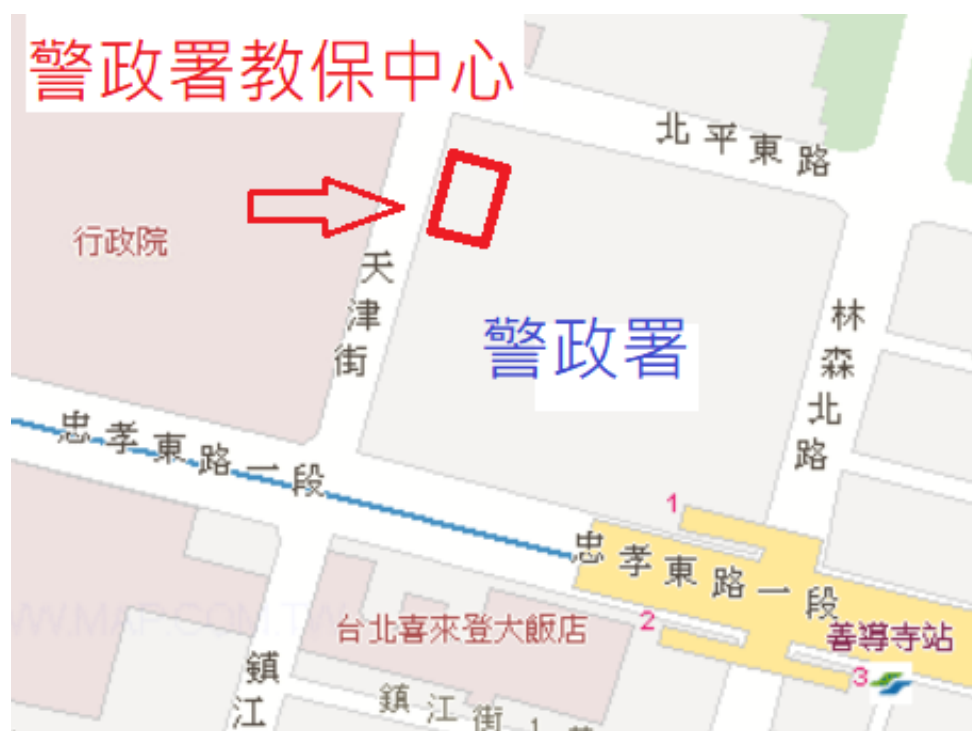 警政署教保中心
北平東路
行政院
天津街
警政署
林森北路
忠孝東路一段
1
忠孝東路一段
台北喜來登大飯店
2
善導寺站
3
鎮江
鎮江街1